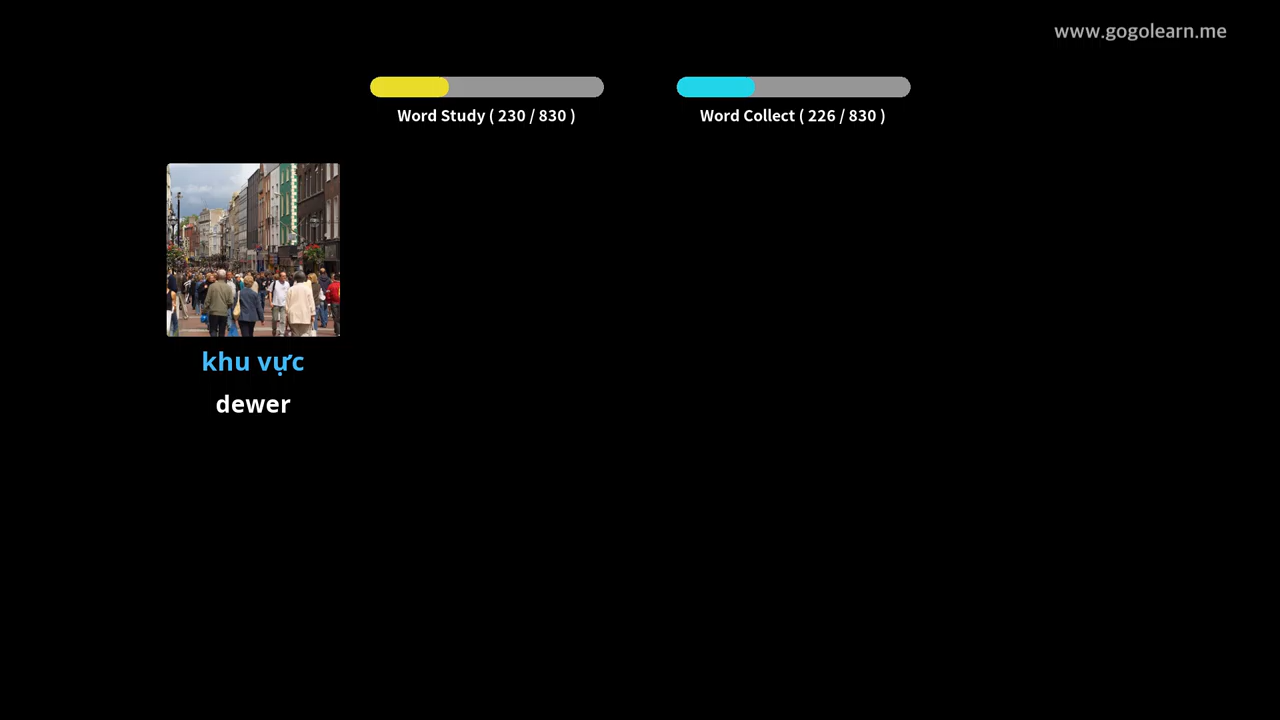 www.gogolearn.me
Word Study ( 230 / 830 )
Word Collect ( 226 / 830 )
khu vực
dewer